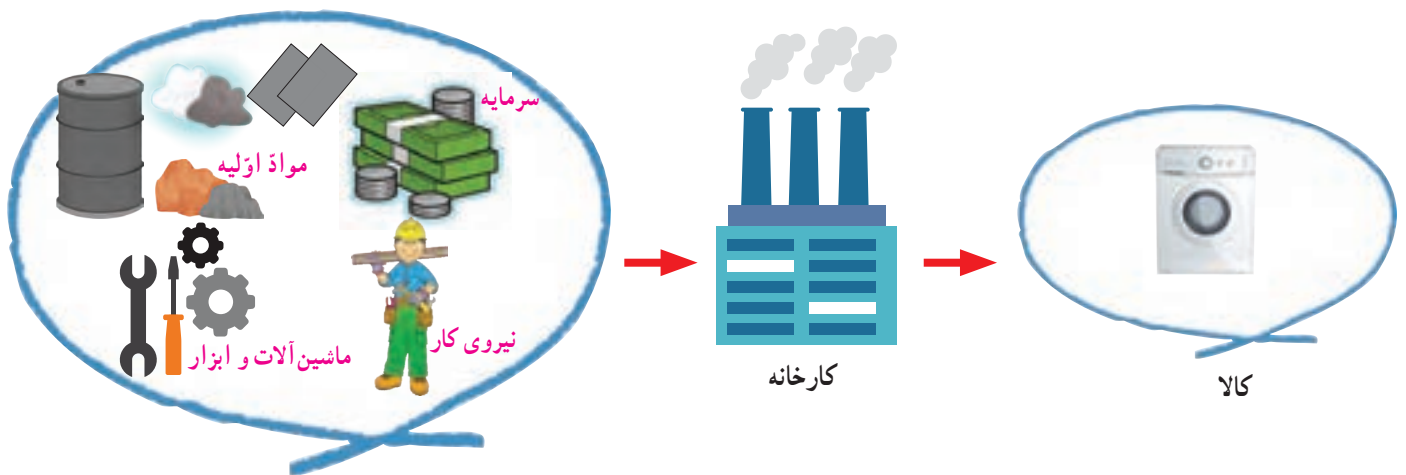 سرمایه
موادّ اوّلیه
نیروی کار
ماشین‌آلات و ابزار
کارخانه
کالا